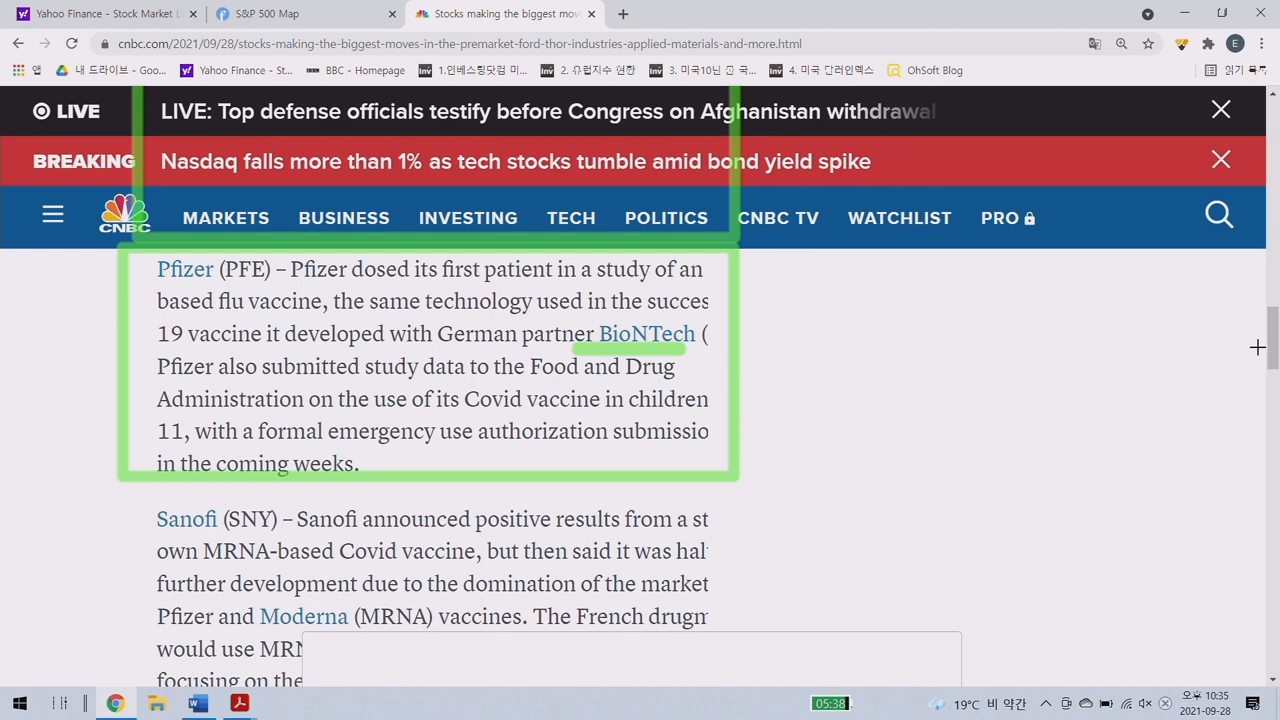 Yahoo Finance - Stock Market Li
S&P 500 Map
Stocks making the biggest move
cnbc.com/2021/09/28/stocks-making-the-biggest-moves-in-the-premarket-ford-thor-industries-applied-materials-and-more.html
E
앱
내 드라이브 - Goo...
Yahoo Finance - St...
BBC - Homepage
1.인베스팅닷컴 미...
2. 유럽지수 현황
3. 미국10년 윤 국...
4. 미국 달러인덱스
OhSoft Blog
읽기 목록
LIVE
LIVE: Top defense officials testify before Congress on Afghanistan withdrawal
BREAKING
Nasdaq falls more than 1% as tech stocks tumble amid bond yield spike
CNBC
MARKETS BUSINESS INVESTING TECH POLITICS CNBC TV WATCHLIST PRO
Pfizer (PFE) – Pfizer dosed its first patient in a study of an
based flu vaccine, the same technology used in the succes
19 vaccine it developed with German partner BioNTech (
Pfizer also submitted study data to the Food and Drug
Administration on the use of its Covid vaccine in children
11, with a formal emergency use authorization submissio
in the coming weeks.
Sanofi (SNY) – Sanofi announced positive results from a st
own MRNA-based Covid vaccine, but then said it was hal
further development due to the domination of the market
Pfizer and Moderna (MRNA) vaccines. The French drugm
would use MRN
focusing on the
05:38
19°C 비 약간
오후 10:35
2021-09-28